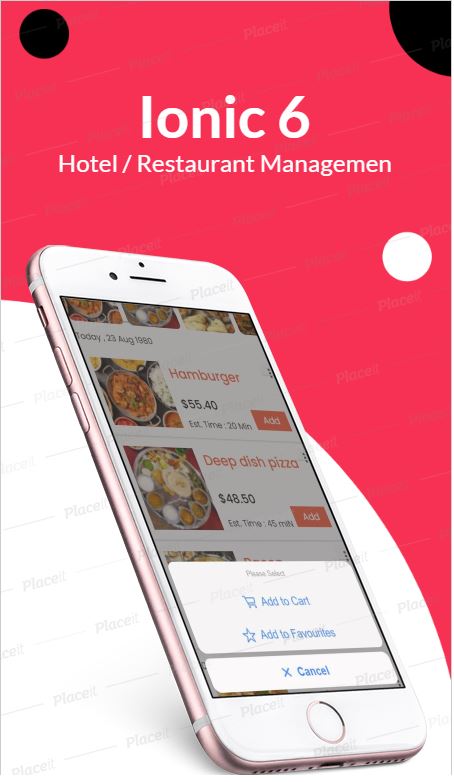 Ionic 6
Hotel / Restaurant Managemen
Today , 23 Aug 1980
Hamburger
$55.40
Est. Time : 20 Min
Add
Deep dish pizza
$48.50
Est. Time : 45 miN
Add
Please Select
Add to Cart
Add to Favourites
Cancel
Placeit